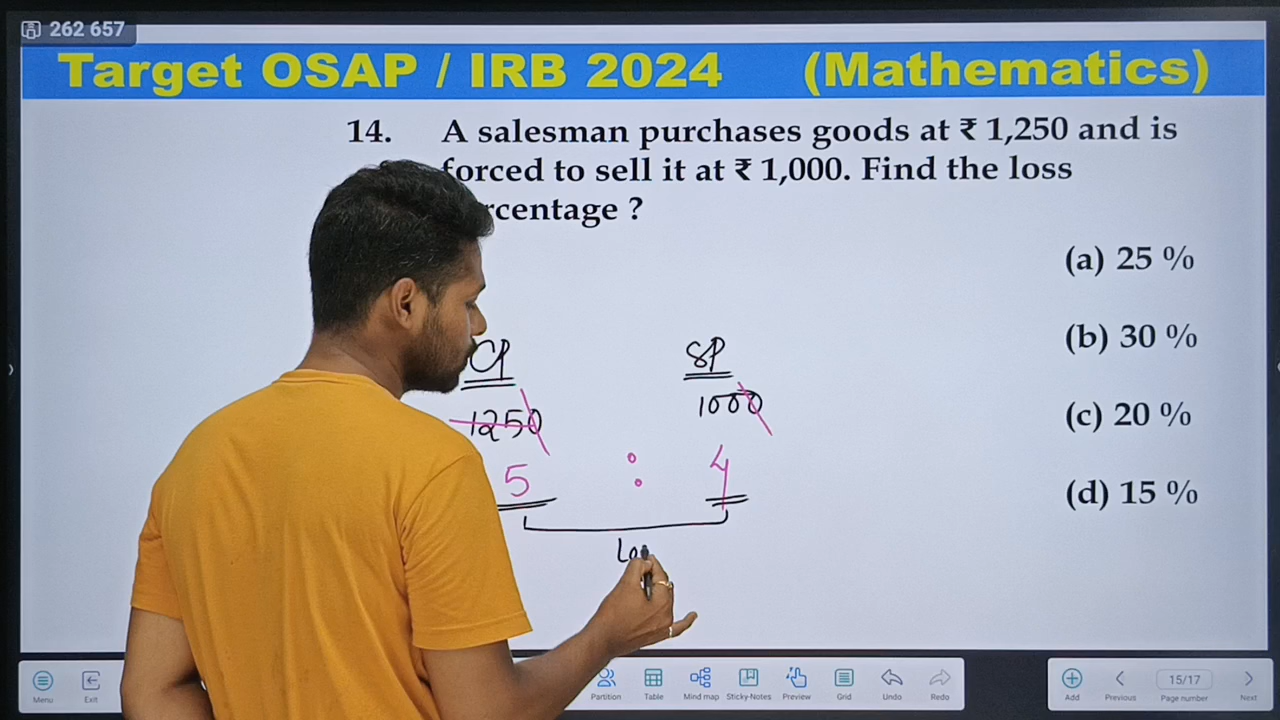 262 657
Target OSAP / IRB 2024 (Mathematics)
14. A salesman purchases goods at ₹ 1,250 and is
forced to sell it at ₹ 1,000. Find the loss
rcentage ?
(a) 25 %
(b) 30 %
(c) 20 %
(d) 15 %
CP SP
1250 1000
5 : 4
Lo
Menu Exit Partition Table Mind map Sticky-Notes Preview Grid Undo Redo Add Previous 15/17 Page number Next